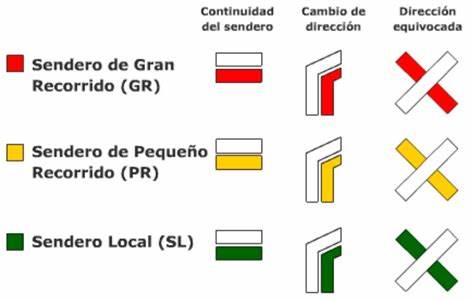 Continuidad del sendero
Cambio de dirección
Dirección equivocada
Sendero de Gran
Recorrido (GR)
Sendero de Pequeño
Recorrido (PR)
Sendero Local (SL)